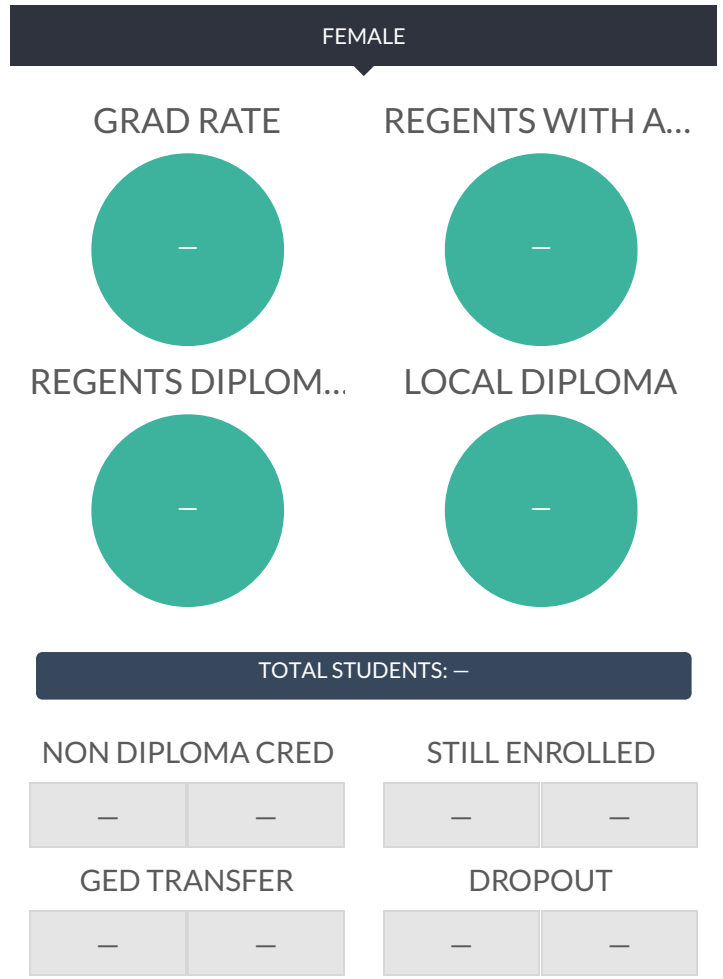 FEMALE
GRAD RATE
REGENTS WITH A...
—
—
REGENTS DIPLOM...
LOCAL DIPLOMA
—
—
TOTAL STUDENTS: —
NON DIPLOMA CRED
STILL ENROLLED
— —
— —
GED TRANSFER
DROPOUT
— —
— —